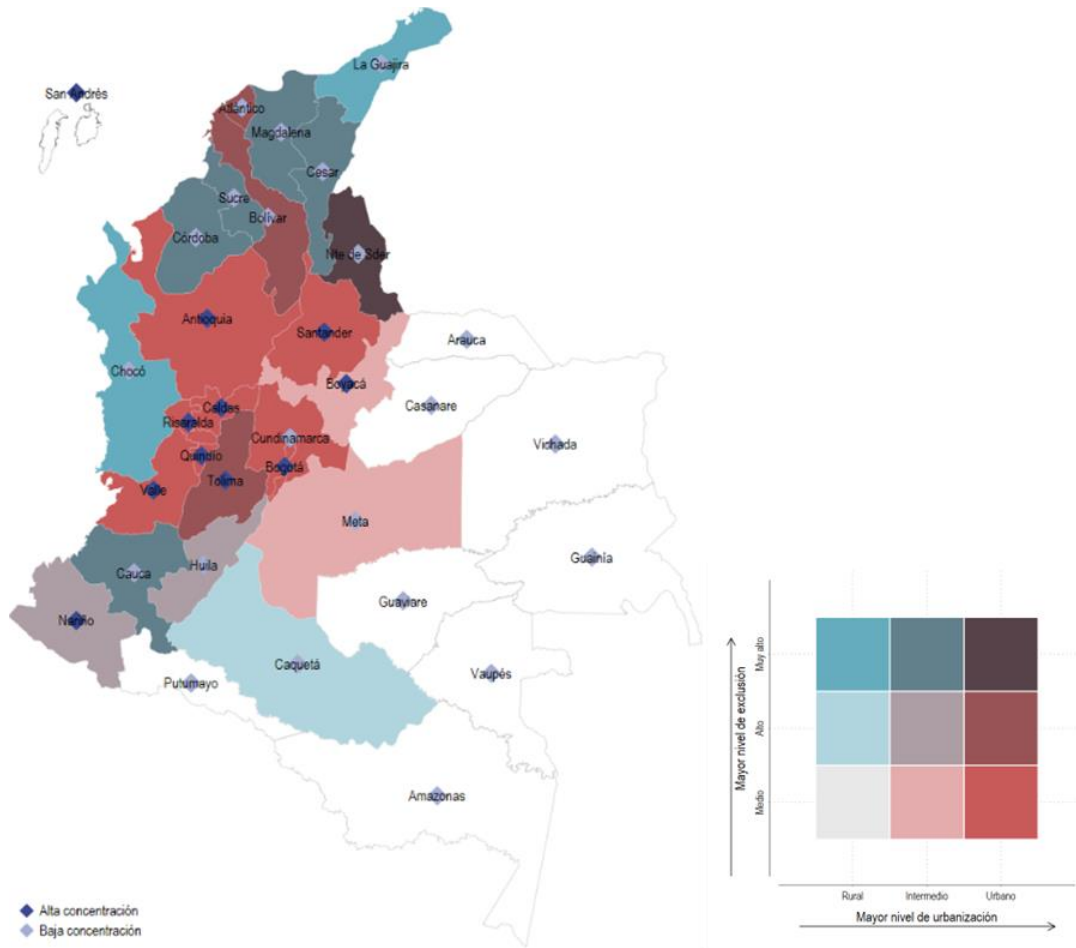 La Guajira
San Andrés
Atlántico
Magdalena
Cesar
Sucre
Bolívar
Córdoba
Nte de Sder
Antioquia
Santander
Arauca
Chocó
Boyacá
Casanare
Caldas
Risaralda
Cundinamarca
Vichada
Quindío
Bogotá
Tolima
Valle
Meta
Guainía
Huila
Cauca
Guaviare
Nariño
Caquetá
Vaupés
Putumayo
Amazonas
Alta concentración
Baja concentración
Mayor nivel de exclusión
Muy alto
Alto
Medio
Rural
Intermedio
Urbano
Mayor nivel de urbanización